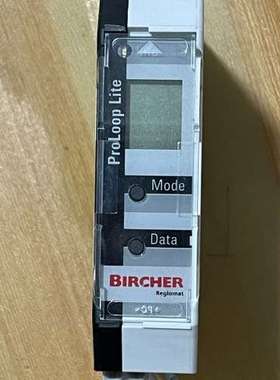 ProLoop Lite
Mode
Data
BIRCHER
Reglomat